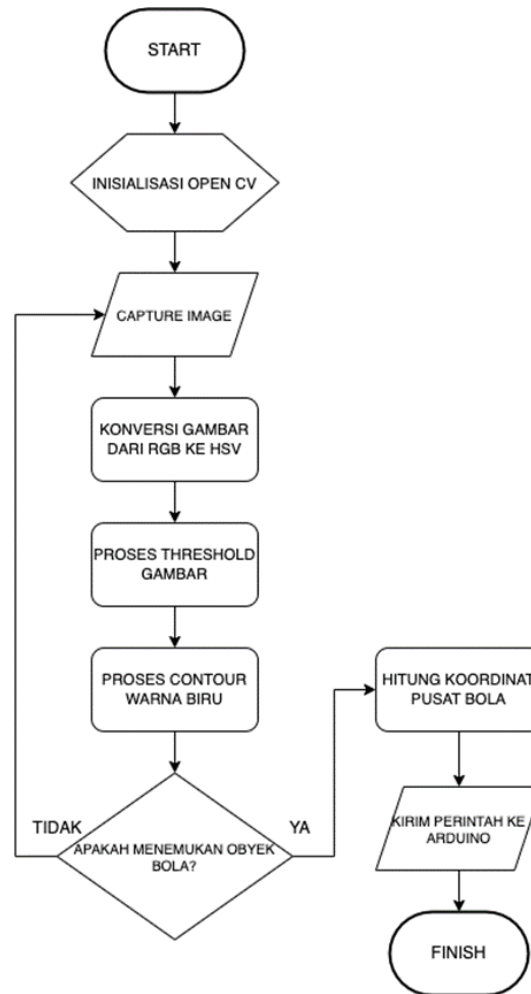 START
INISIALISASI OPEN CV
CAPTURE IMAGE
KONVERSI GAMBAR
DARI RGB KE HSV
PROSES THRESHOLD
GAMBAR
PROSES CONTOUR
WARNA BIRU
APAKAH MENEMUKAN OBYEK
BOLA?
TIDAK
YA
HITUNG KOORDINAT
PUSAT BOLA
KIRIM PERINTAH KE
ARDUINO
FINISH